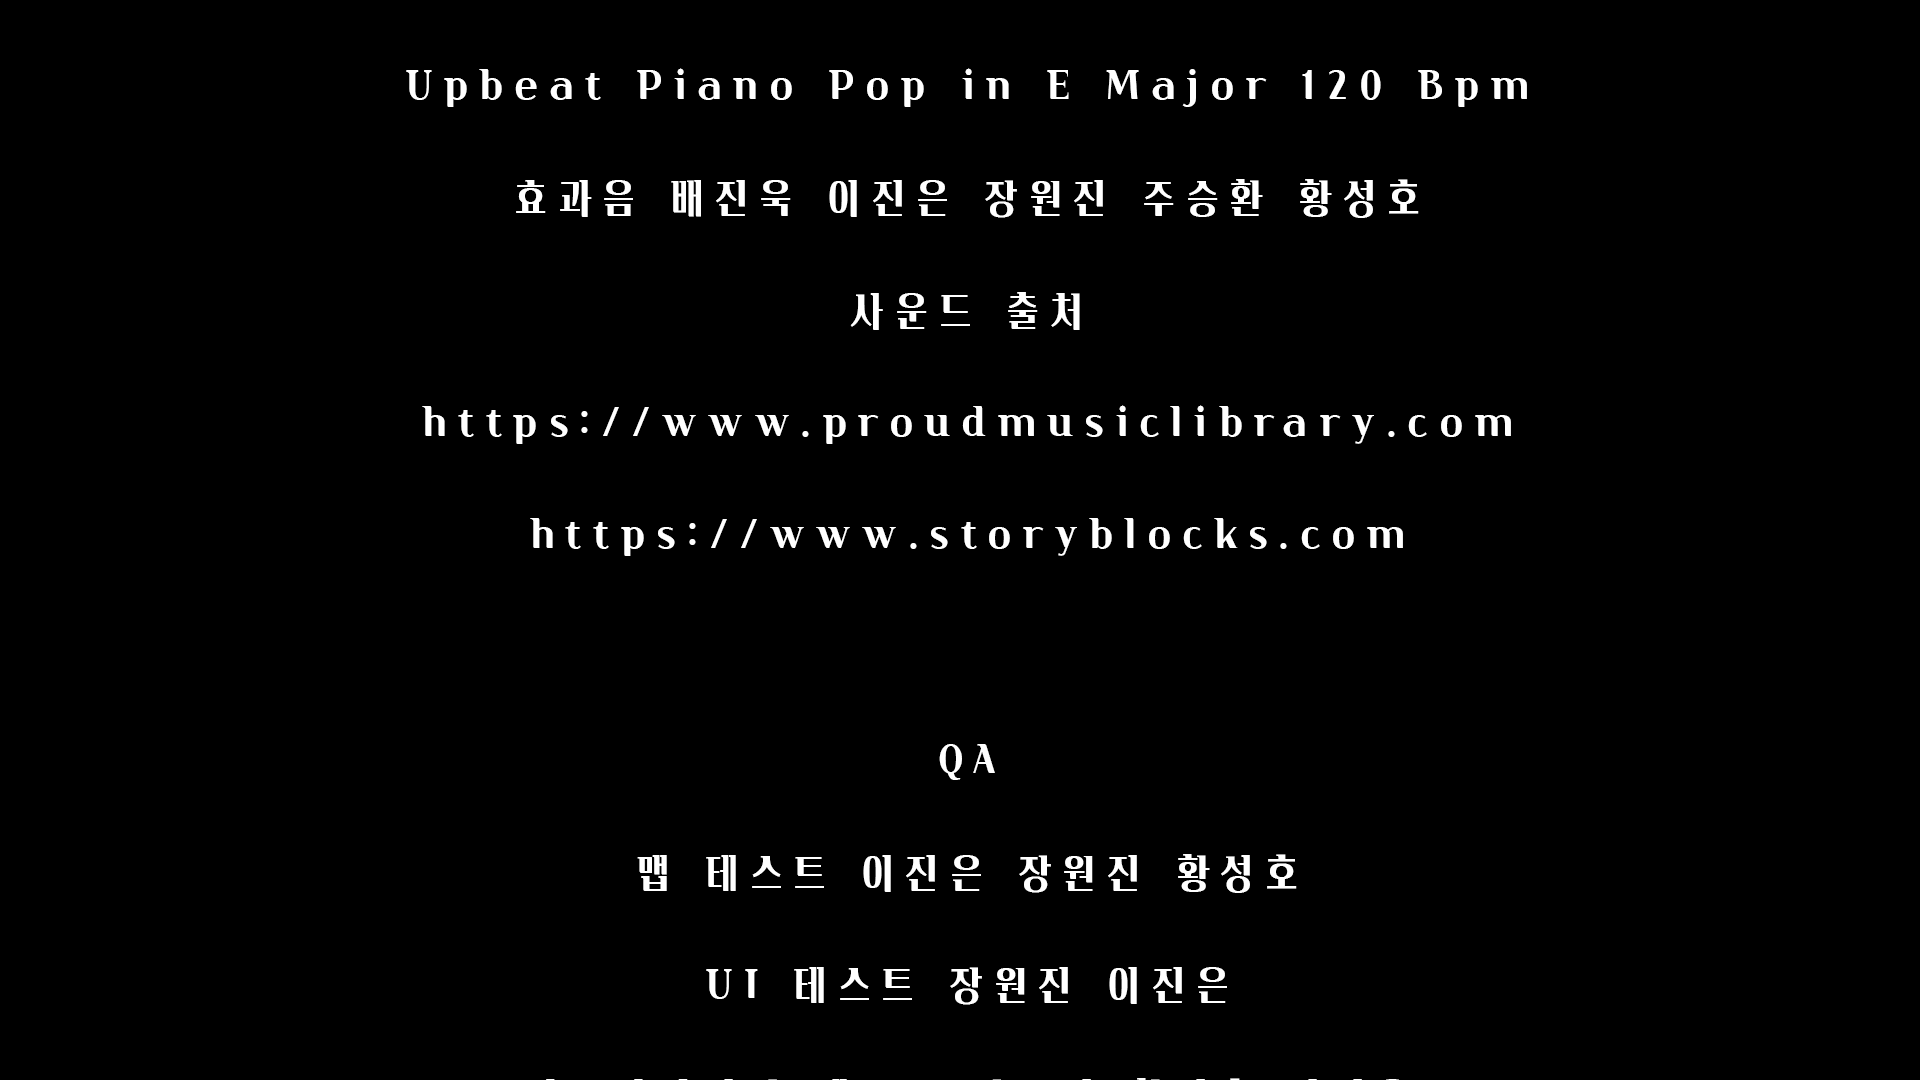 Upbeat Piano Pop in E Major 120 Bpm
효과음 배진욱 이진은 장원진 주승환 황성호
사운드 출처
https://www.proudmusiclibrary.com
https://www.storyblocks.com
QA
맵 테스트 이진은 장원진 황성호
UI 테스트 장원진 이진은